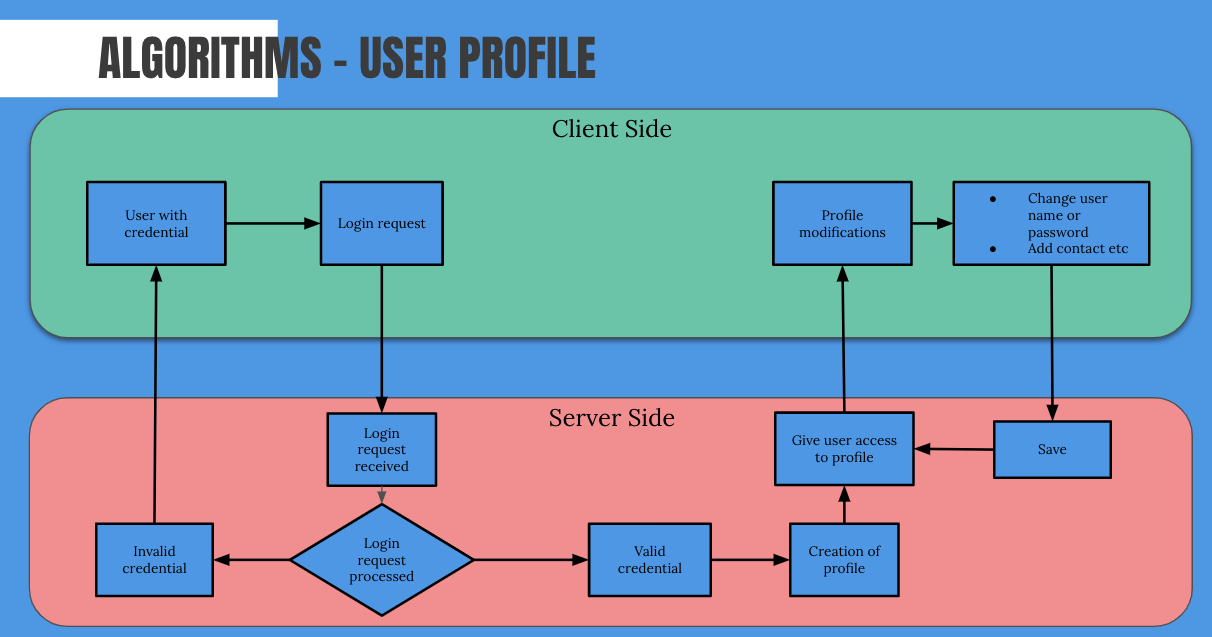 ALGORITHMS - USER PROFILE
Client Side
User with
credential
Login request
Profile
modifications
● Change user
name or
password
● Add contact etc
Server Side
Login
request
received
Give user access
to profile
Save
Invalid
credential
Login
request
processed
Valid
credential
Creation of
profile